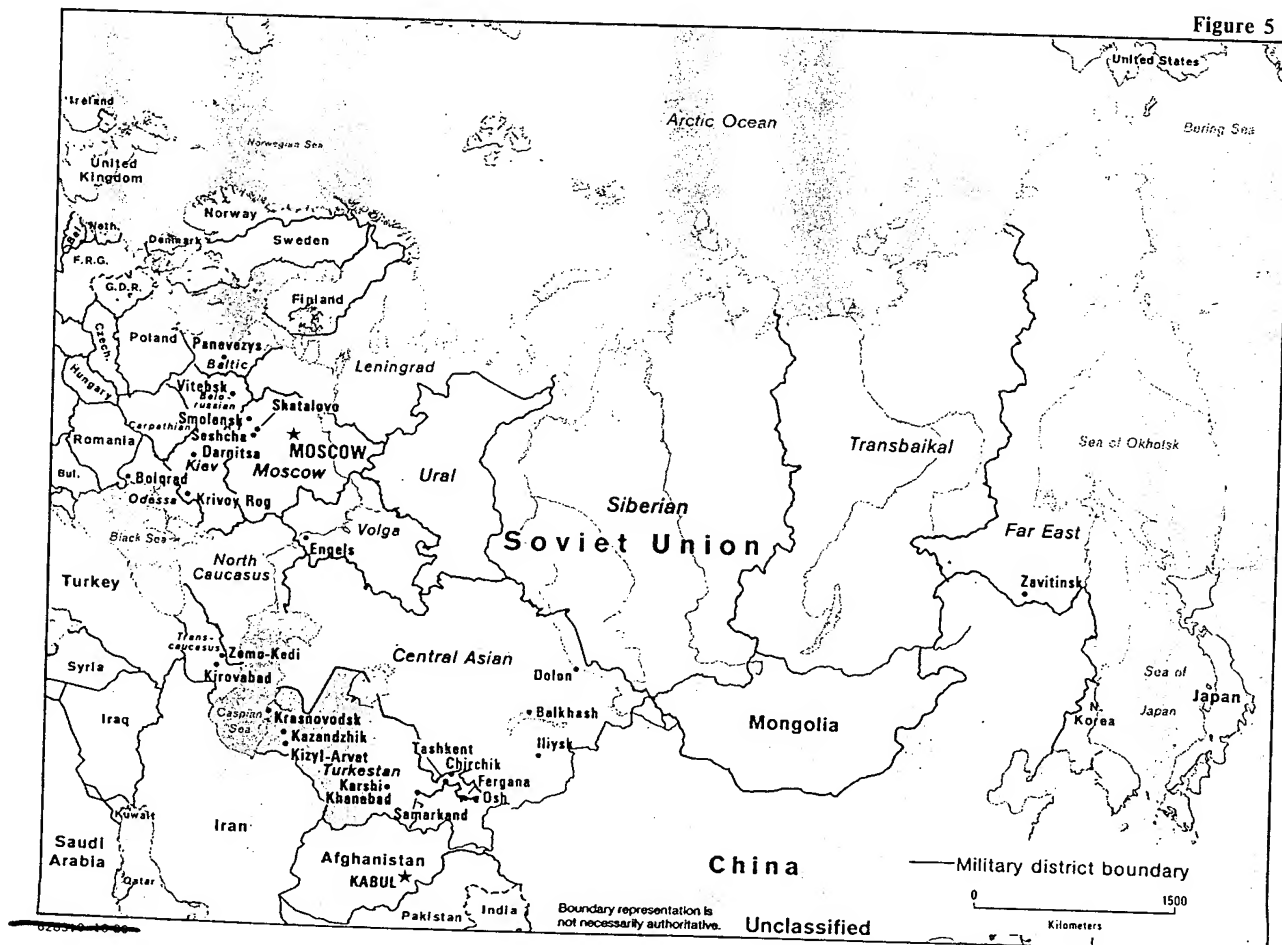 Figure 5
United States
Ireland
Arctic Ocean
Bering Sea
Norwegian Sea
United
Kingdom
Norway
Neth.
Bel.
Denmark
Sweden
F.R.G.
G.D.R.
Finland
Czech.
Poland
Panevezys
Baltic
Leningrad
Hungary
Vitebsk
Belo-
russian
Skatalovo
Smolensk
Carpathian
Seshcha
Romania
MOSCOW
Darnitsa
Kiev
Moscow
Ural
Transbaikal
Sea of Okhotsk
Bul.
Bolgrad
Odessa
Krivoy Rog
Siberian
Volga
Black Sea
Engels
Soviet Union
Far East
North
Caucasus
Turkey
Zavitinsk
Trans-
caucasus
Zemo-Kedi
Central Asian
Syria
Kirovabad
Dolon
Sea of
Japan
Japan
Iraq
Caspian
Sea
Krasnovodsk
Balkhash
Mongolia
N.
Korea
Kazandzhik
Kizyl-Arvet
Tashkent
Iliysk
Chirchik
Turkestan
Fergana
Karshi
Khanabad
Osh
Samarkand
Kuwait
Iran
Saudi
Arabia
Afghanistan
KABUL
China
Military district boundary
Qatar
0 1500
Kilometers
Pakistan
India
Boundary representation is
not necessarily authoritative.
Unclassified